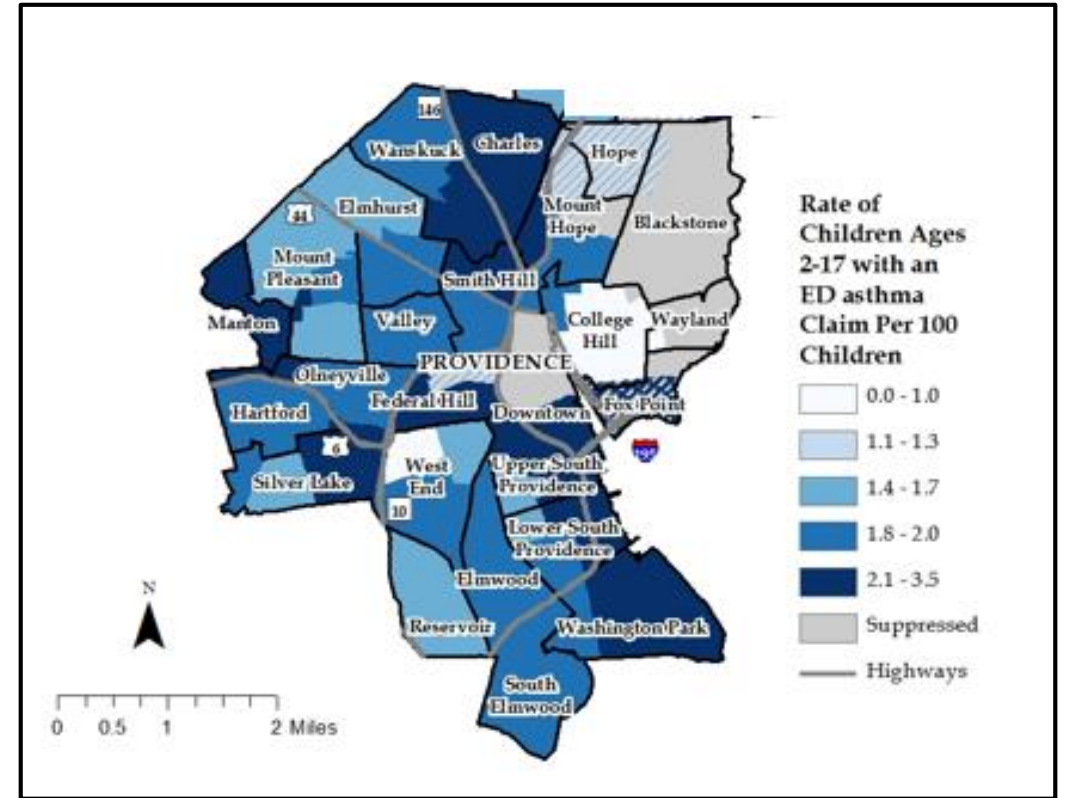 146
Wanskuck
Charles
Hope
44
Elmhurst
Mount
Hope
Blackstone
Mount
Pleasant
Smith Hill
Manton
Valley
College
Hill
Wayland
PROVIDENCE
Olneyville
Federal Hill
Hartford
Downtown
Fox Point
6
195
West
End
Upper South
Providence
Silver Lake
10
Lower South
Providence
Elmwood
Reservoir
Washington Park
South
Elmwood
Rate of
Children Ages
2-17 with an
ED asthma
Claim Per 100
Children
0.0 - 1.0
1.1 - 1.3
1.4 - 1.7
1.8 - 2.0
2.1 - 3.5
Suppressed
Highways
N
0 0.5 1 2 Miles